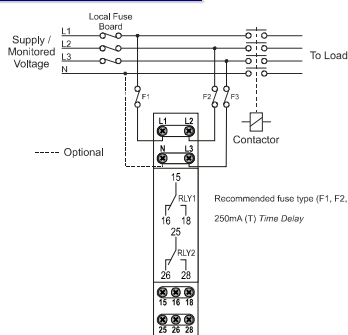 Local Fuse
Board
Supply /
Monitored
Voltage
L1
L2
L3
N
To Load
F1
F2
F3
L1 L2
Contactor
Optional
N L3
15
RLY1
16 18
Recommended fuse type (F1, F2,
250mA (T) Time Delay
25
RLY2
26 28
15 16 18
25 26 28